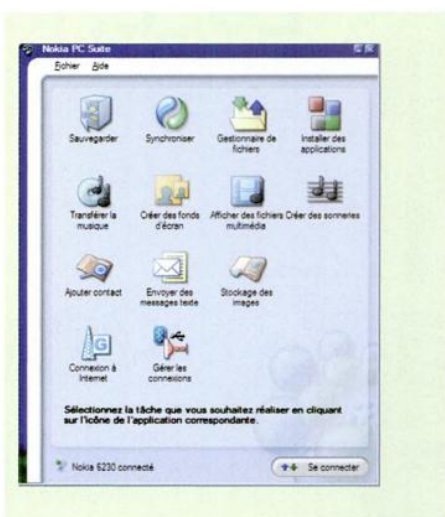 Nokia PC Suite
Fichier Aide
Sauvegarder
Synchroniser
Gestionnaire de
fichiers
Installer des
applications
Transférer la
musique
Créer des fonds
d'écran
Afficher des fichiers
multimédia
Créer des sonneries
Ajouter contact
Envoyer des
messages texte
Stockage des
images
G
Connexion à
Internet
Gérer les
connexions
Sélectionnez la tâche que vous souhaitez réaliser en cliquant
sur l'icône de l'application correspondante.
Nokia 6230 connecté
Se connecter